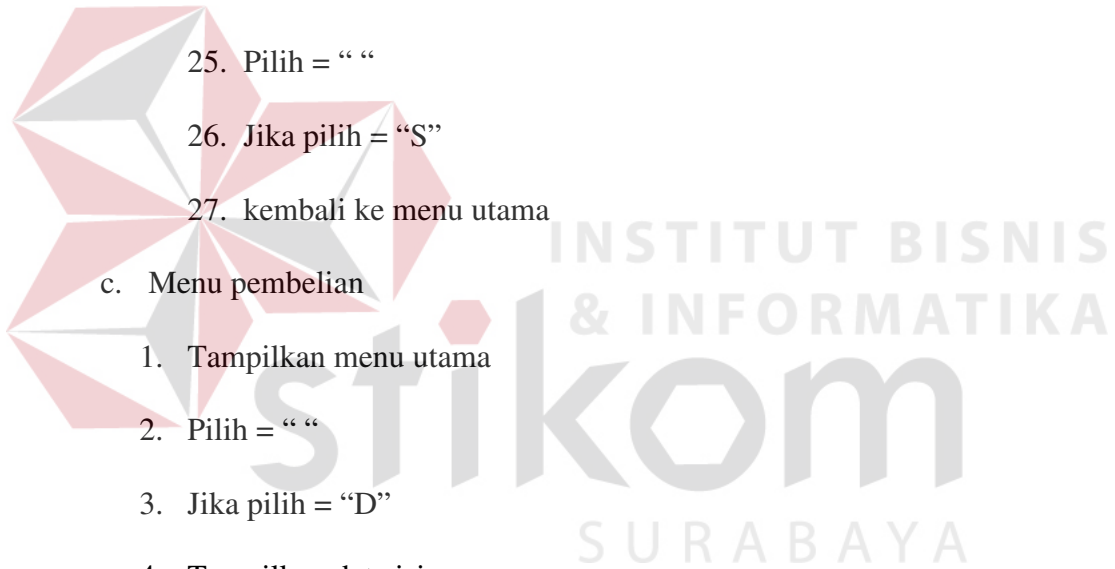 25. Pilih = “ “
26. Jika pilih = “S”
27. kembali ke menu utama
INSTITUT BISNIS
& INFORMATIKA
stikom
SURABAYA
c. Menu pembelian
1. Tampilkan menu utama
2. Pilih = “ “
3. Jika pilih = “D”